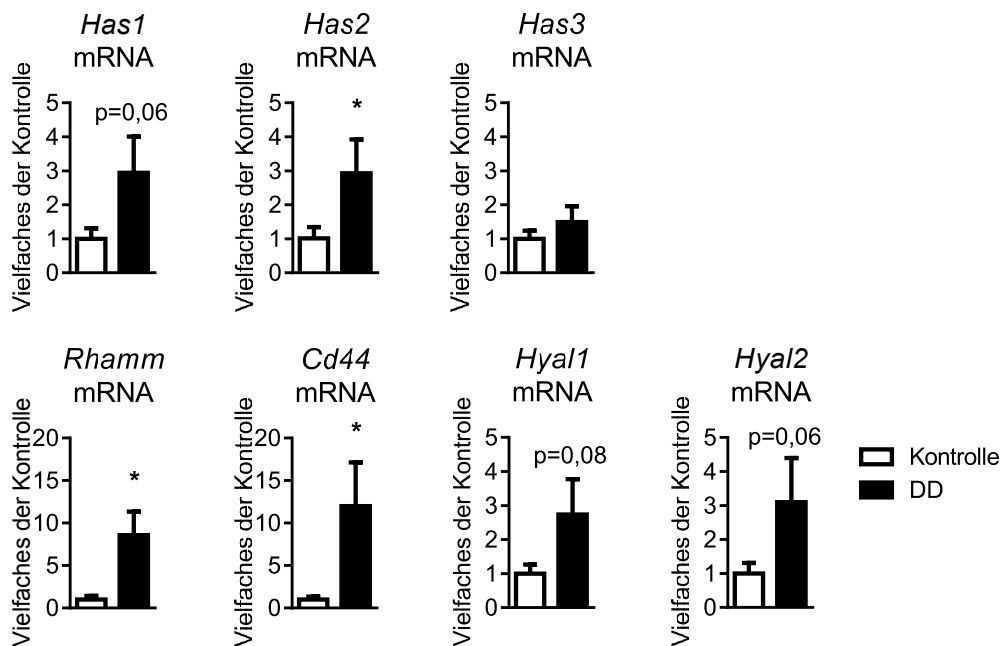 Has1
mRNA
Vielfaches der Kontrolle
5
4
3
2
1
0
p=0,06
Has2
mRNA
Vielfaches der Kontrolle
5
4
3
2
1
0
*
Has3
mRNA
Vielfaches der Kontrolle
5
4
3
2
1
0
Rhamm
mRNA
Vielfaches der Kontrolle
20
15
10
5
0
*
Cd44
mRNA
Vielfaches der Kontrolle
20
15
10
5
0
*
Hyal1
mRNA
Vielfaches der Kontrolle
5
4
3
2
1
0
p=0,08
Hyal2
mRNA
Vielfaches der Kontrolle
5
4
3
2
1
0
p=0,06
Kontrolle
DD